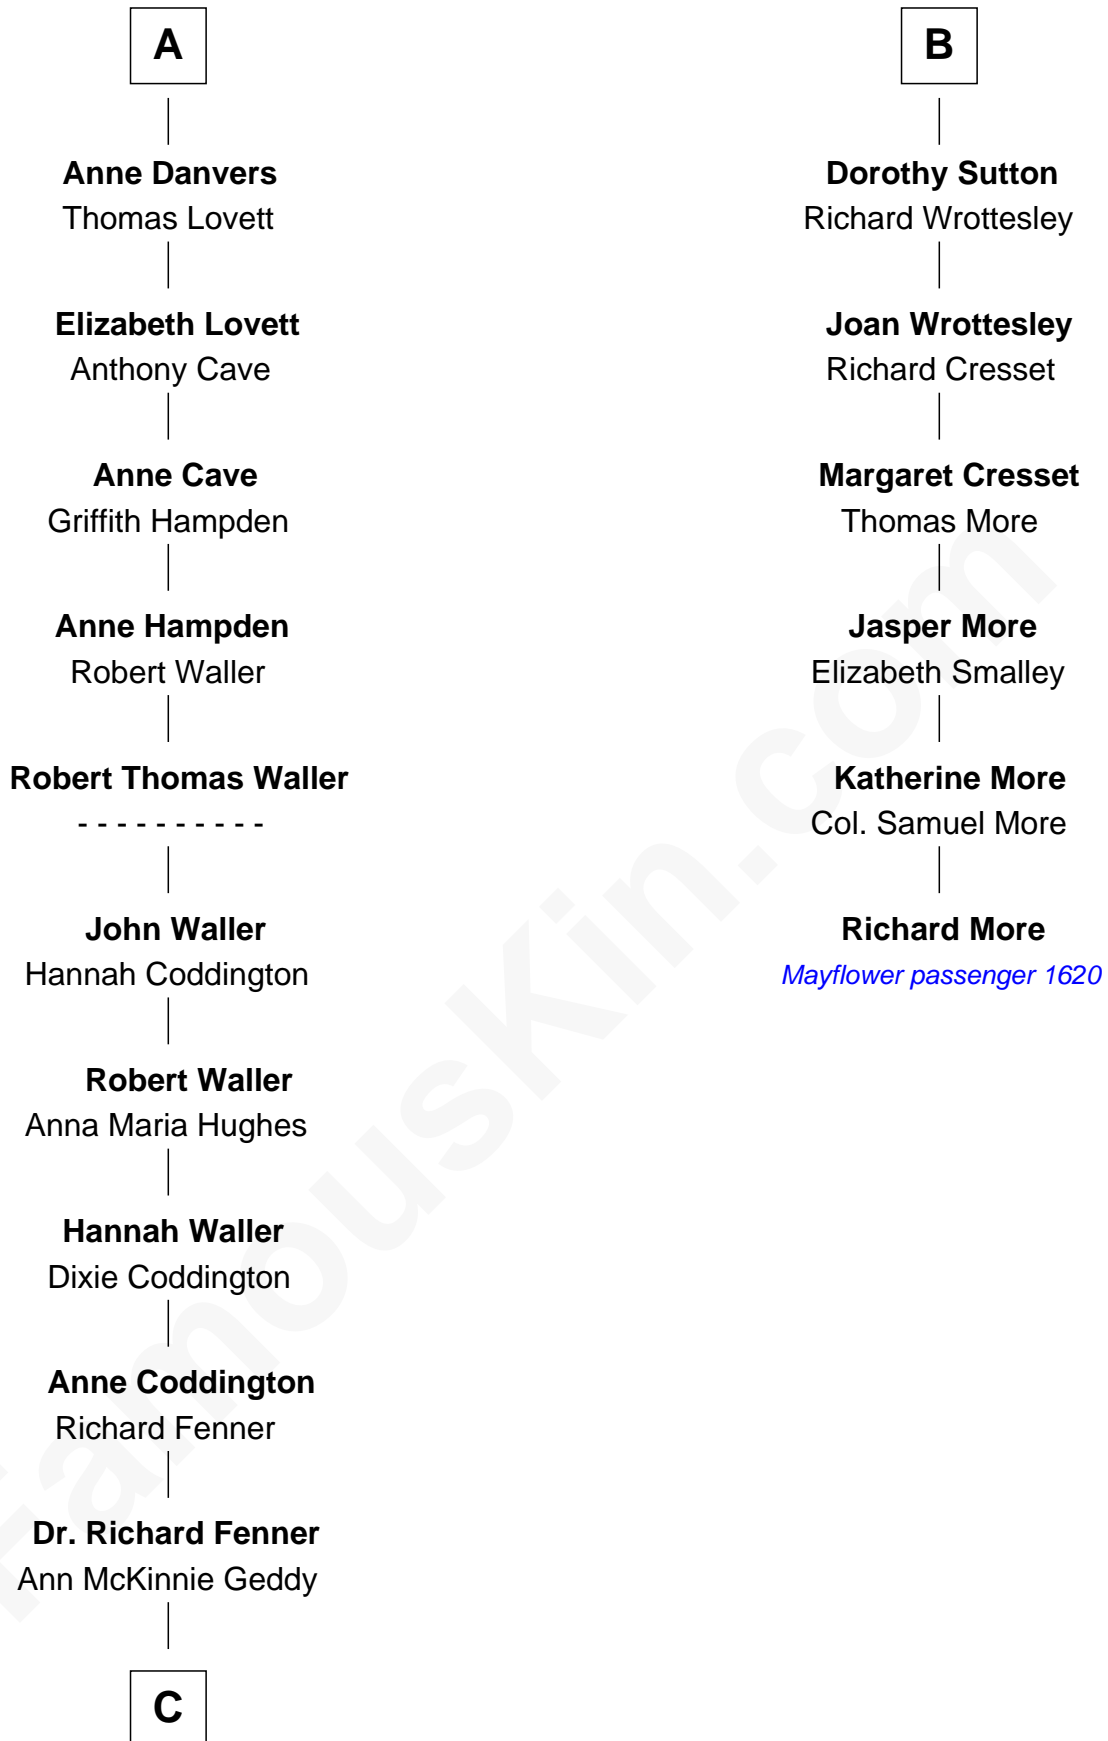 A
Anne Danvers
Thomas Lovett
Elizabeth Lovett
Anthony Cave
Anne Cave
Griffith Hampden
Anne Hampden
Robert Waller
Robert Thomas Waller
- - - - - - - - - -
John Waller
Hannah Coddington
Robert Waller
Anna Maria Hughes
Hannah Waller
Dixie Coddington
Anne Coddington
Richard Fenner
Dr. Richard Fenner
Ann McKinnie Geddy
C
B
Dorothy Sutton
Richard Wrottesley
Joan Wrottesley
Richard Cresset
Margaret Cresset
Thomas More
Jasper More
Elizabeth Smalley
Katherine More
Col. Samuel More
Richard More
Mayflower passenger 1620
FamousKin.com